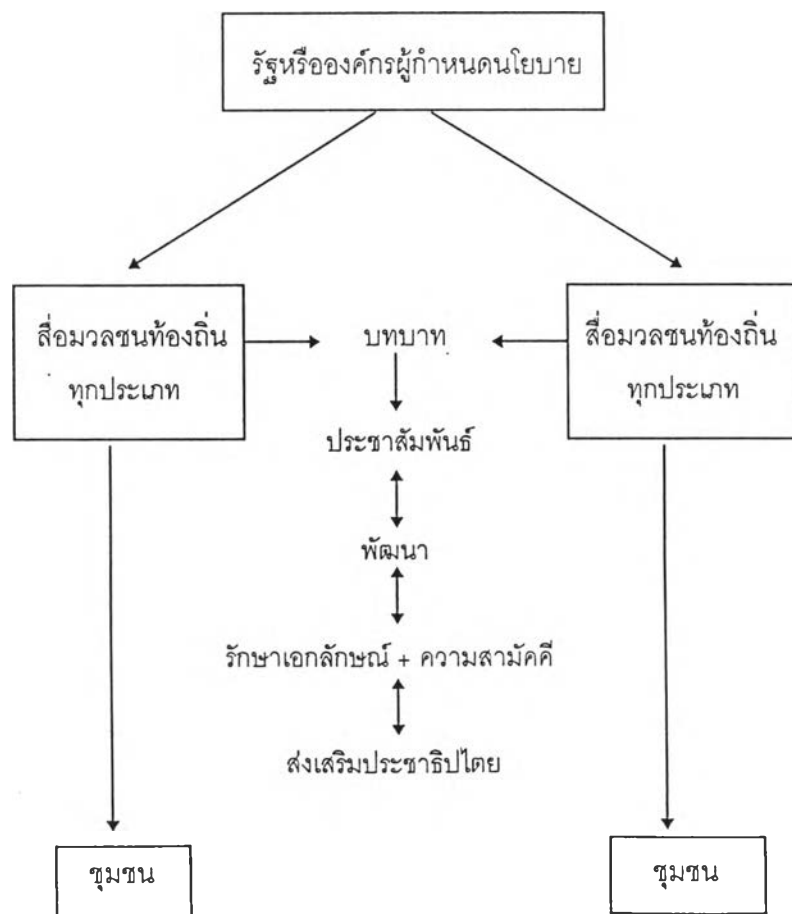 รัฐหรือองค์กรผู้กำหนดนโยบาย
สื่อมวลชนท้องถิ่น
ทุกประเภท
บทบาท
สื่อมวลชนท้องถิ่น
ทุกประเภท
ประชาสัมพันธ์
พัฒนา
รักษาเอกลักษณ์ + ความสามัคคี
ส่งเสริมประชาธิปไตย
ชุมชน
ชุมชน